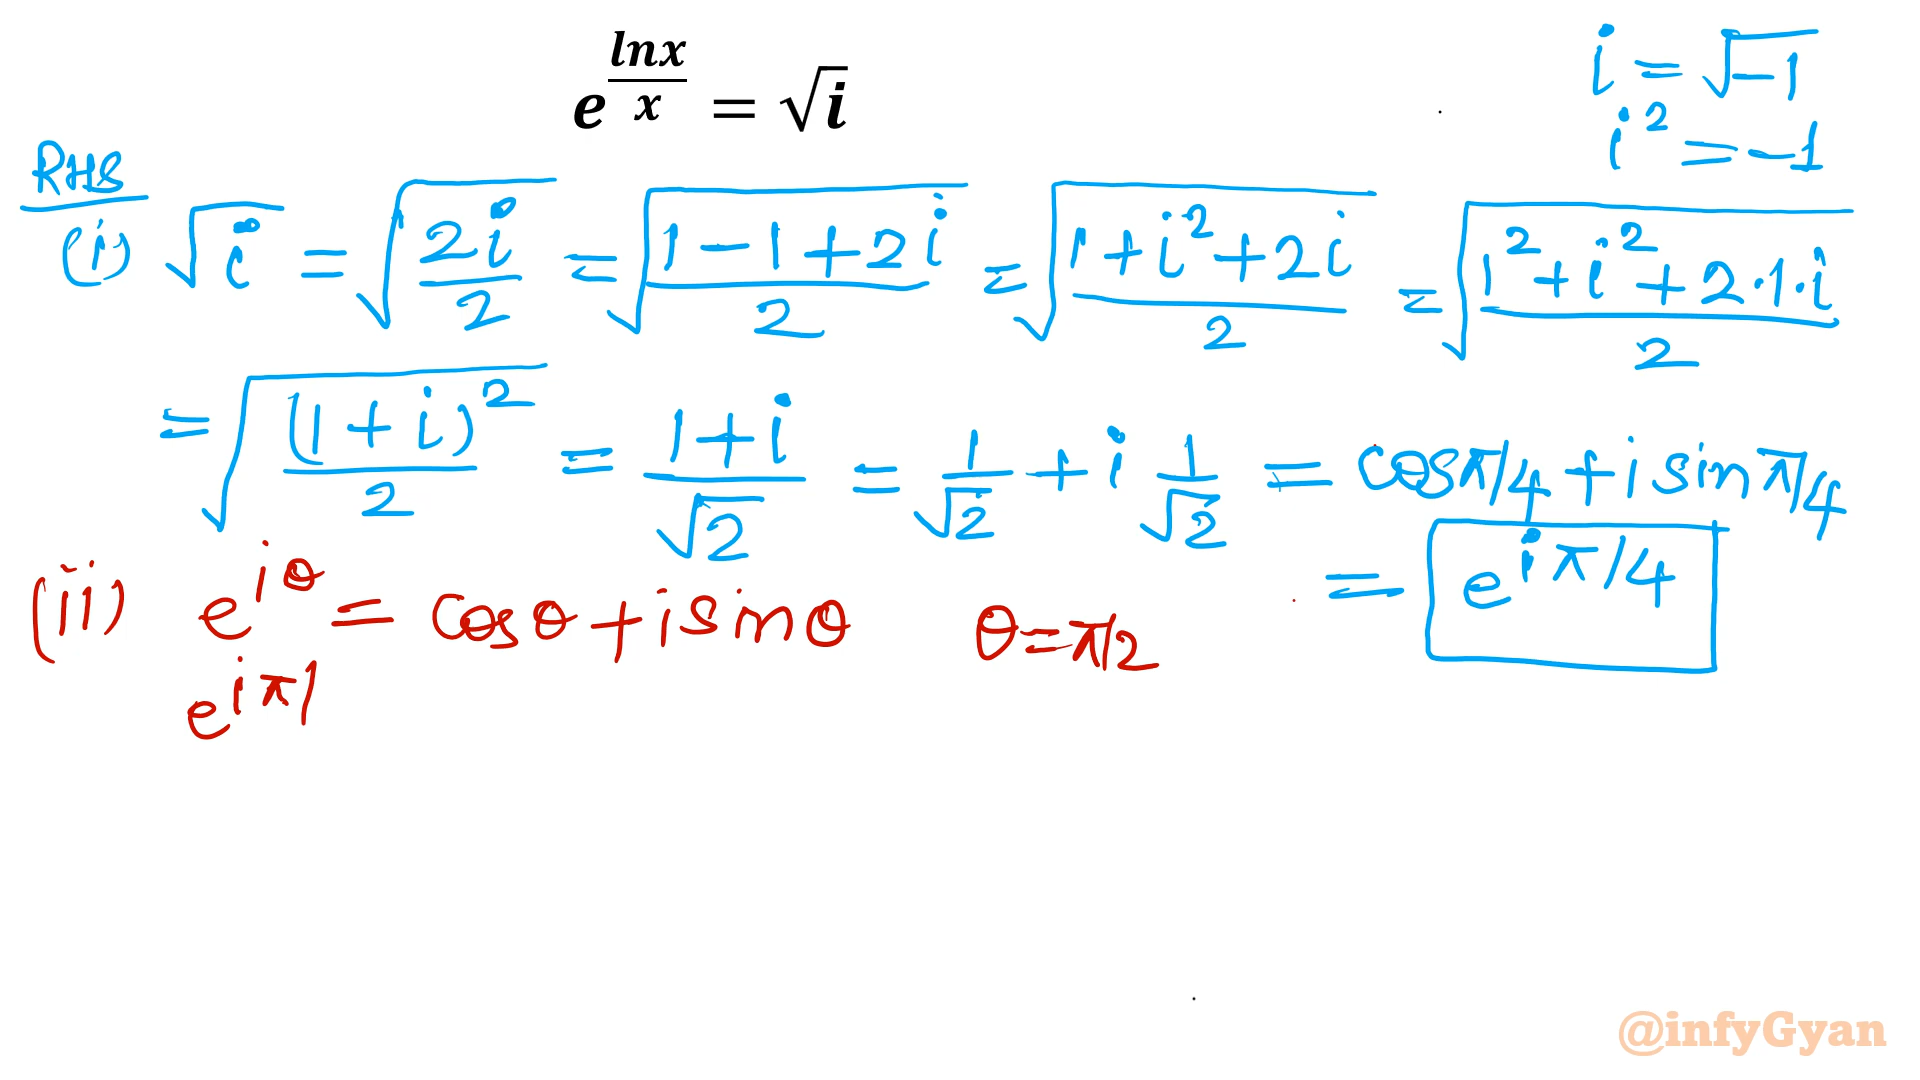 e^(lnx/x) = √i
i = √-1
i² = -1
RHS
(i) √i = √(2i/2) = √((1-1+2i)/2) = √((1+i²+2i)/2) = √((1²+i²+2·1·i)/2)
= √((1+i)²/2) = (1+i)/√2 = 1/√2 + i 1/√2 = cosπ/4 + i sinπ/4
= e^(iπ/4)
(ii) e^(iθ) = cosθ + i sinθ θ = π/2
e^(iπ/
@infyGyan